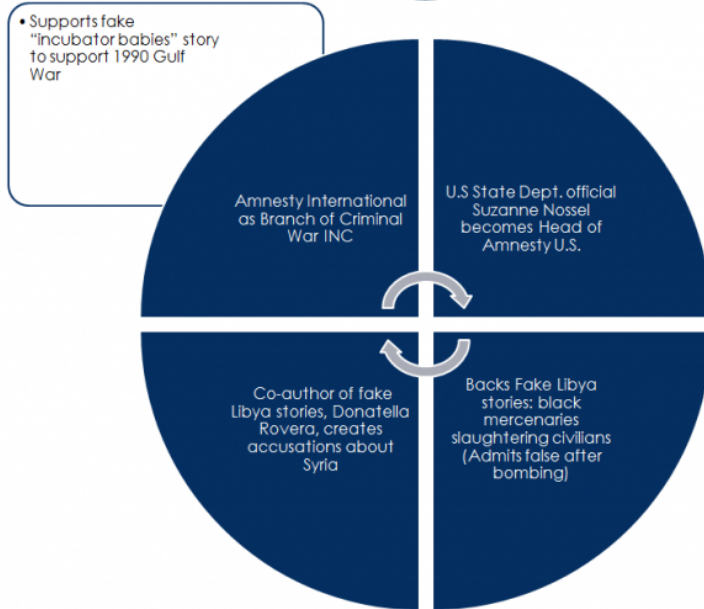 • Supports fake
“incubator babies” story
to support 1990 Gulf
War
Amnesty International
as Branch of Criminal
War INC
U.S State Dept. official
Suzanne Nossel
becomes Head of
Amnesty U.S.
Co-author of fake
Libya stories, Donatella
Rovera, creates
accusations about
Syria
Backs Fake Libya
stories: black
mercenaries
slaughtering civilians
(Admits false after
bombing)